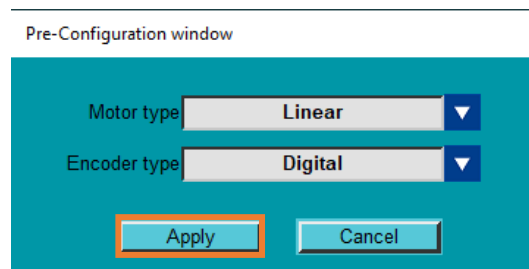 Pre-Configuration window
Motor type Linear
Encoder type Digital
Apply Cancel